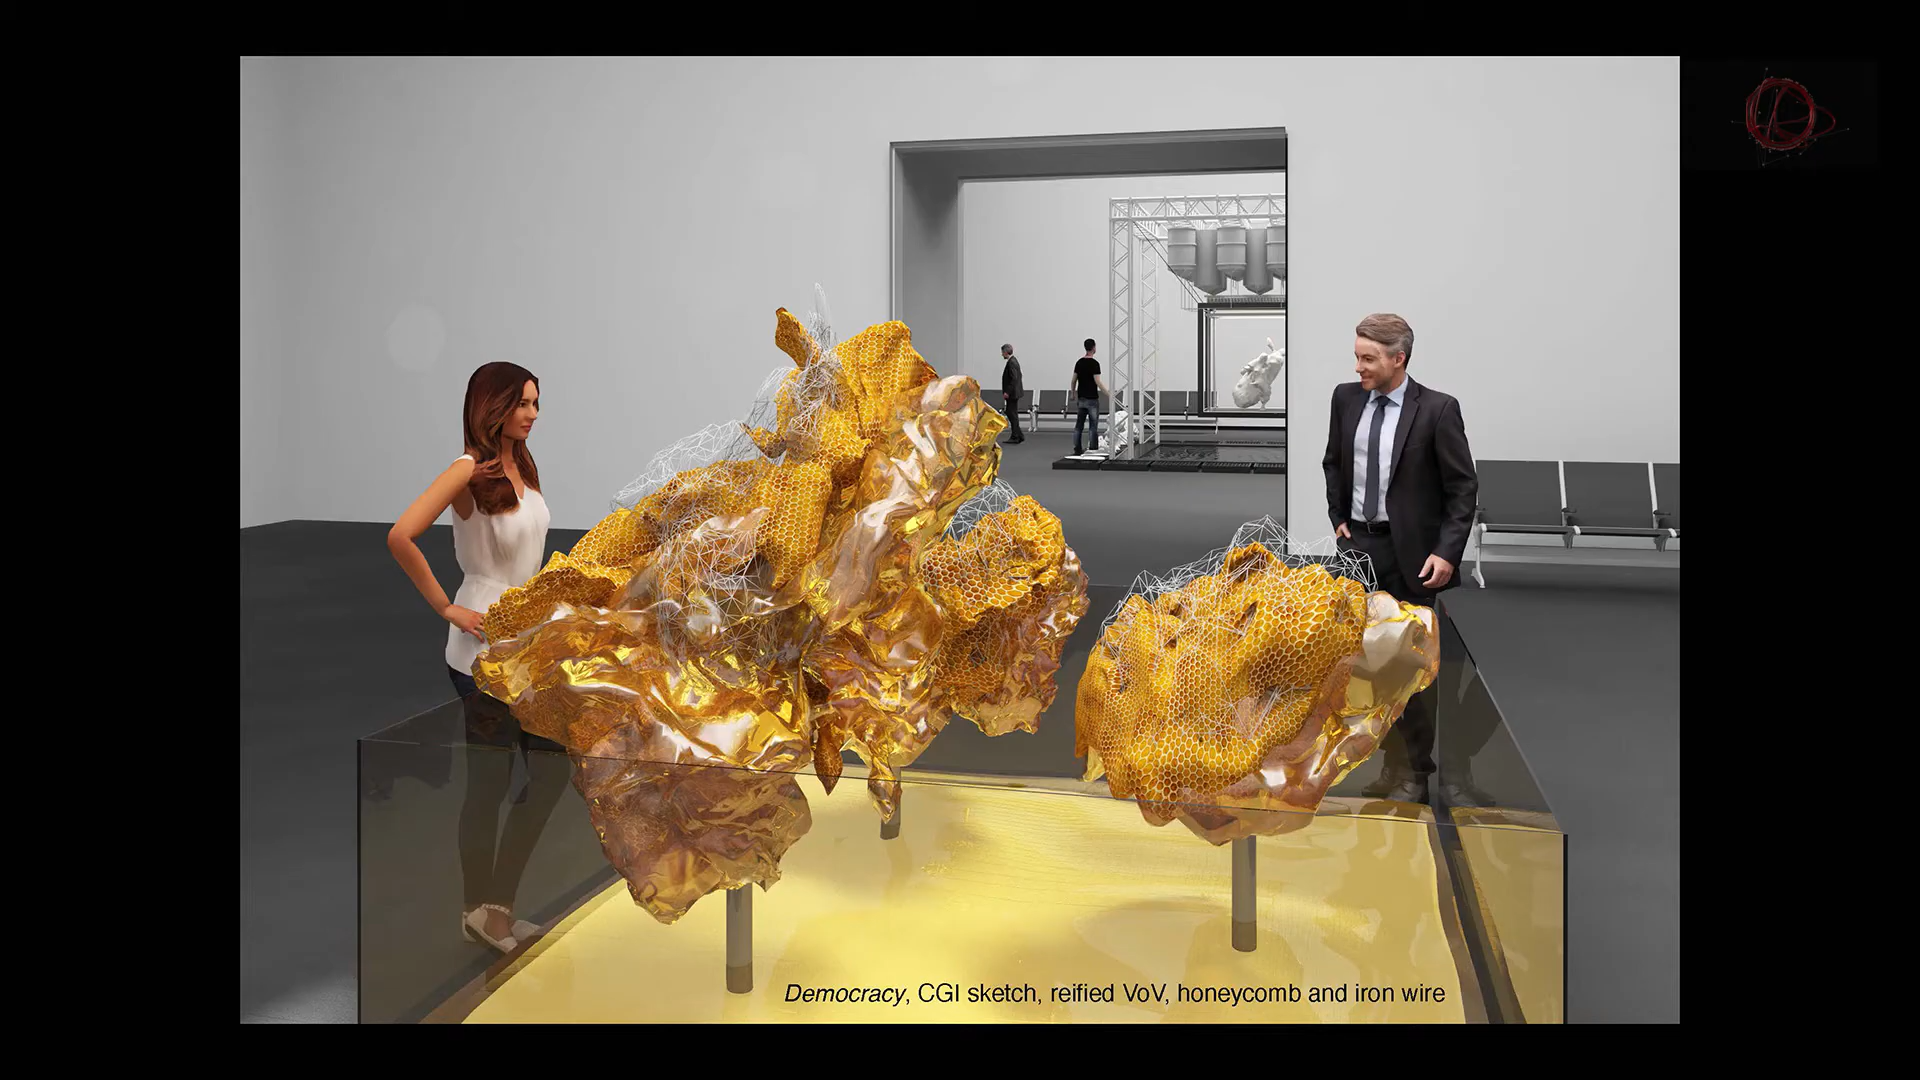 Democracy, CGI sketch, reified VoV, honeycomb and iron wire